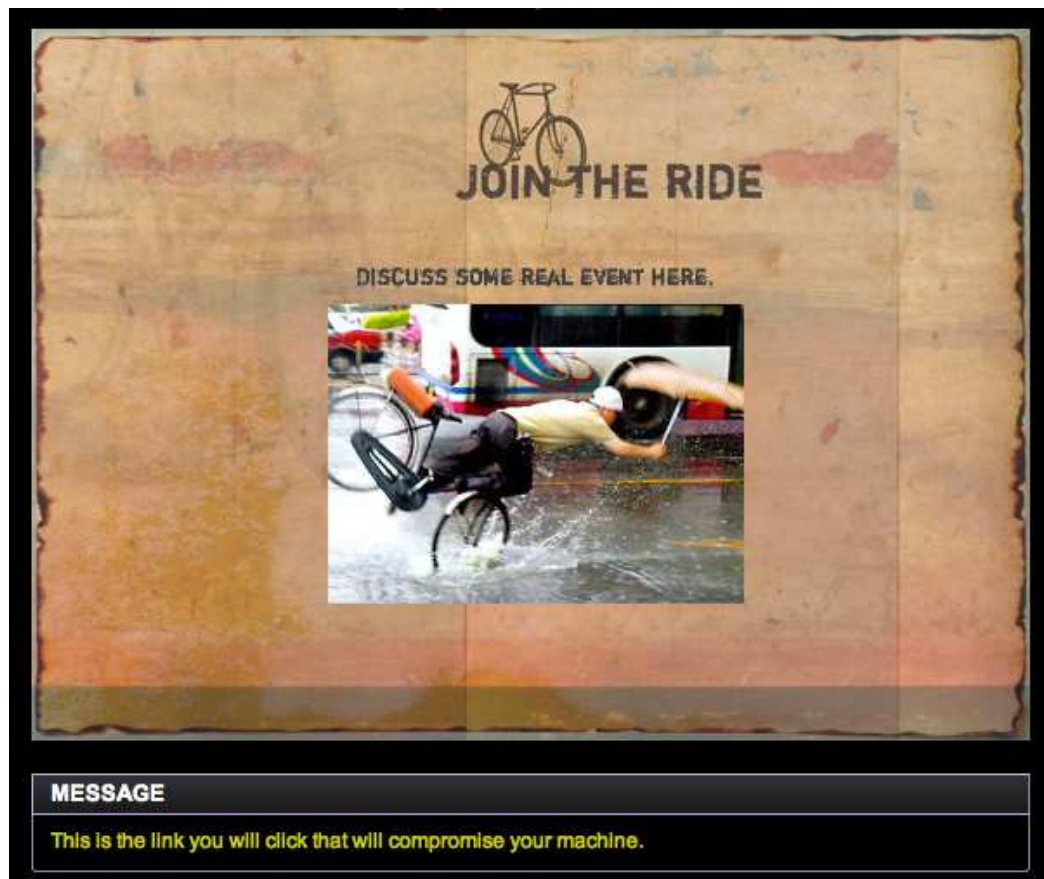 JOIN THE RIDE
DISCUSS SOME REAL EVENT HERE.
MESSAGE
This is the link you will click that will compromise your machine.